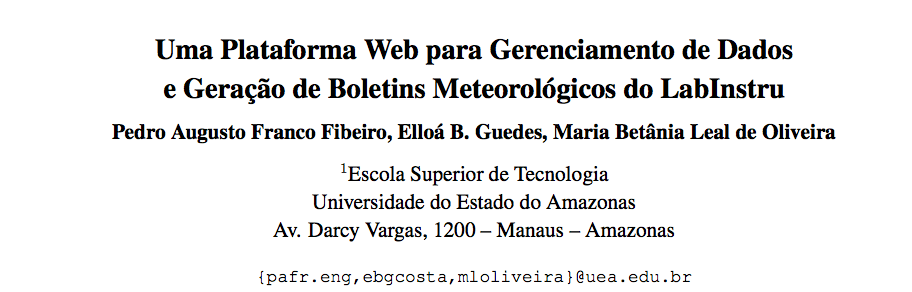 Uma Plataforma Web para Gerenciamento de Dados
e Geração de Boletins Meteorológicos do LabInstru
Pedro Augusto Franco Fibeiro, Elloá B. Guedes, Maria Betânia Leal de Oliveira
1Escola Superior de Tecnologia
Universidade do Estado do Amazonas
Av. Darcy Vargas, 1200 – Manaus – Amazonas
{pafr.eng,ebgcosta,mloliveira}@uea.edu.br